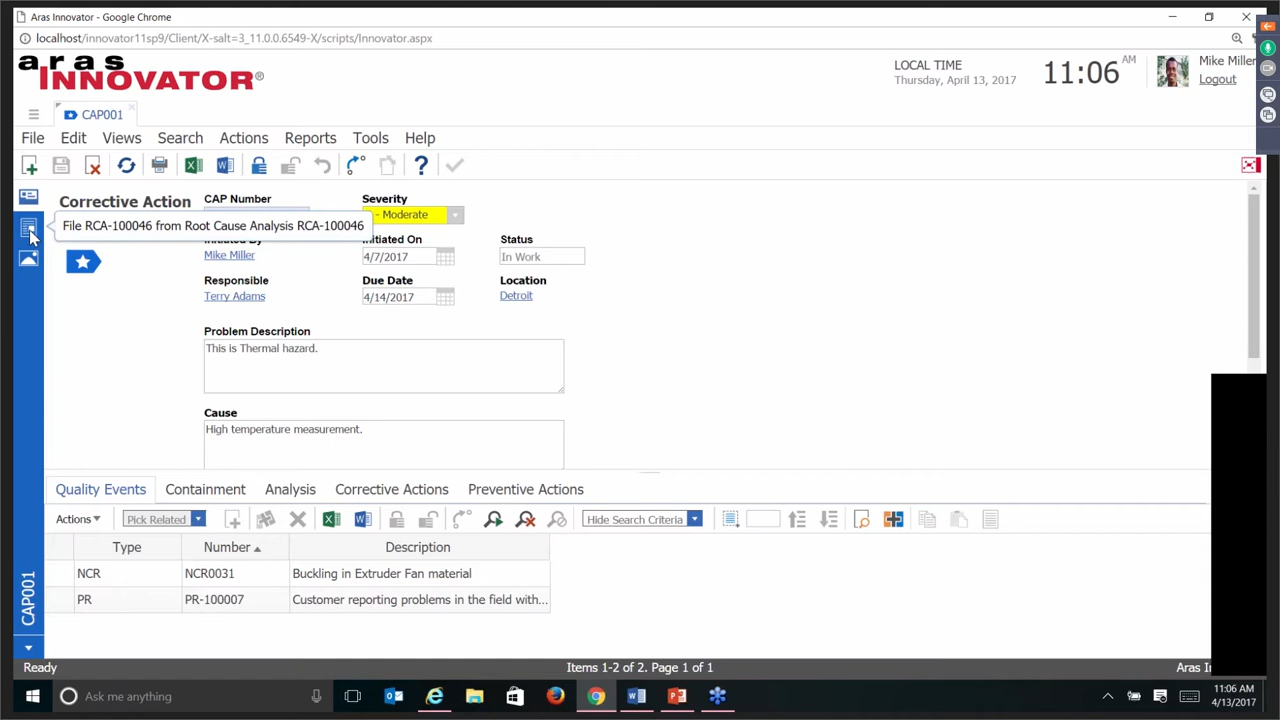 Aras Innovator - Google Chrome
localhost/innovator11sp9/Client/X-salt=3_11.0.0.6549-X/scripts/Innovator.aspx
aras
INNOVATOR®
LOCAL TIME
Thursday, April 13, 2017
11:06 AM
Mike Miller
Logout
CAP001
File Edit Views Search Actions Reports Tools Help
Corrective Action
CAP Number
Severity
- Moderate
File RCA-100046 from Root Cause Analysis RCA-100046
Initiated By
Initiated On
Status
Mike Miller
4/7/2017
In Work
Responsible
Due Date
Location
Terry Adams
4/14/2017
Detroit
Problem Description
This is Thermal hazard.
Cause
High temperature measurement.
CAP001
Quality Events Containment Analysis Corrective Actions Preventive Actions
Actions Pick Related Hide Search Criteria
Type Number Description
NCR NCR0031 Buckling in Extruder Fan material
PR PR-100007 Customer reporting problems in the field with...
Ready Items 1-2 of 2. Page 1 of 1 Aras
Ask me anything
11:06 AM
4/13/2017